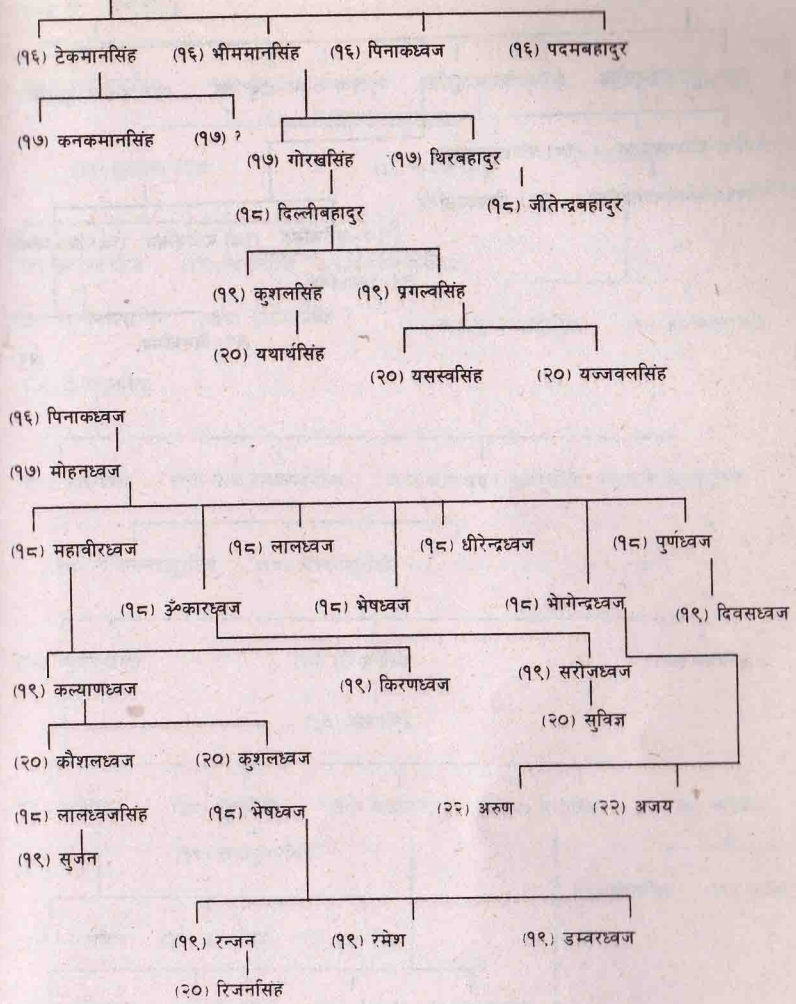 (१६) टेकमानसिंह (१६) भीममानसिंह (१६) पिनाकध्वज (१६) पदमबहादुर
(१७) कनकमानसिंह (१७) ?
(१७) गोरखसिंह (१७) थिरबहादुर
(१८) दिल्लीबहादुर (१८) जीतेन्द्रबहादुर
(१९) कुशलसिंह (१९) प्रगल्वसिंह
(२०) यथार्थसिंह
(२०) यसस्वसिंह (२०) यज्जवलसिंह
(१६) पिनाकध्वज
(१७) मोहनध्वज
(१८) महावीरध्वज (१८) लालध्वज (१८) धीरेन्द्रध्वज (१८) पुर्णध्वज
(१८) ॐकारध्वज (१८) भेषध्वज (१८) भेागेन्द्रध्वज (१९) दिवसध्वज
(१९) कल्याणध्वज (१९) किरणध्वज (१९) सरोजध्वज
(२०) सुविज्ञ
(२०) कौशलध्वज (२०) कुशलध्वज
(१८) लालध्वजसिंह (१८) भेषध्वज (२२) अरुण (२२) अजय
(१९) सुजन
(१९) रन्जन (१९) रमेश (१९) डम्वरध्वज
(२०) रिजनसिंह